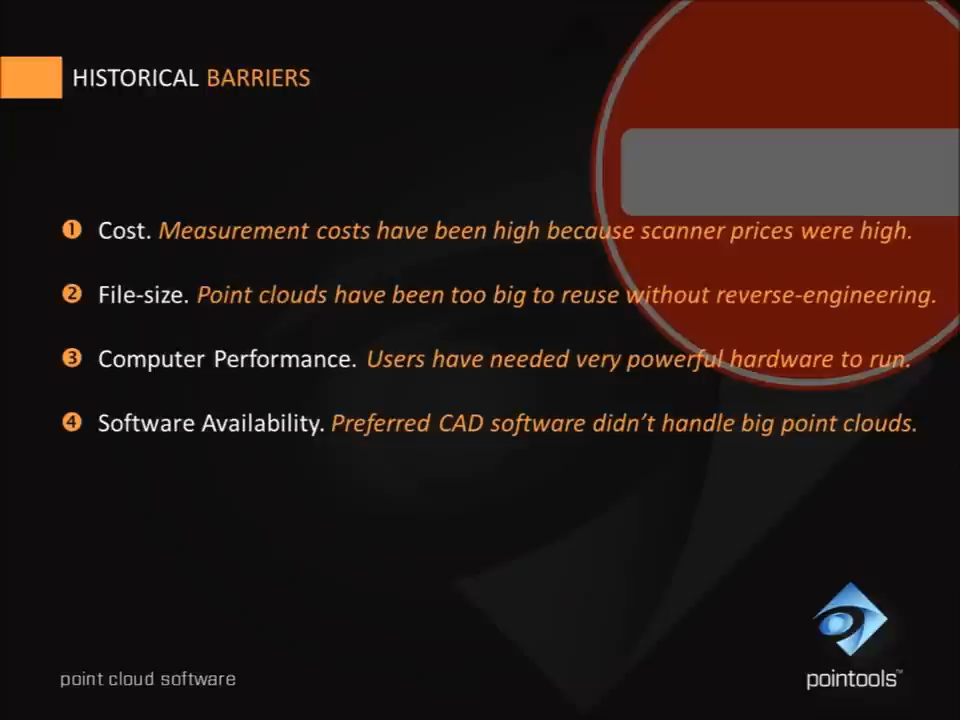 HISTORICAL BARRIERS
❶ Cost. Measurement costs have been high because scanner prices were high.
❷ File-size. Point clouds have been too big to reuse without reverse-engineering.
❸ Computer Performance. Users have needed very powerful hardware to run.
❹ Software Availability. Preferred CAD software didn’t handle big point clouds.
point cloud software
pointools™